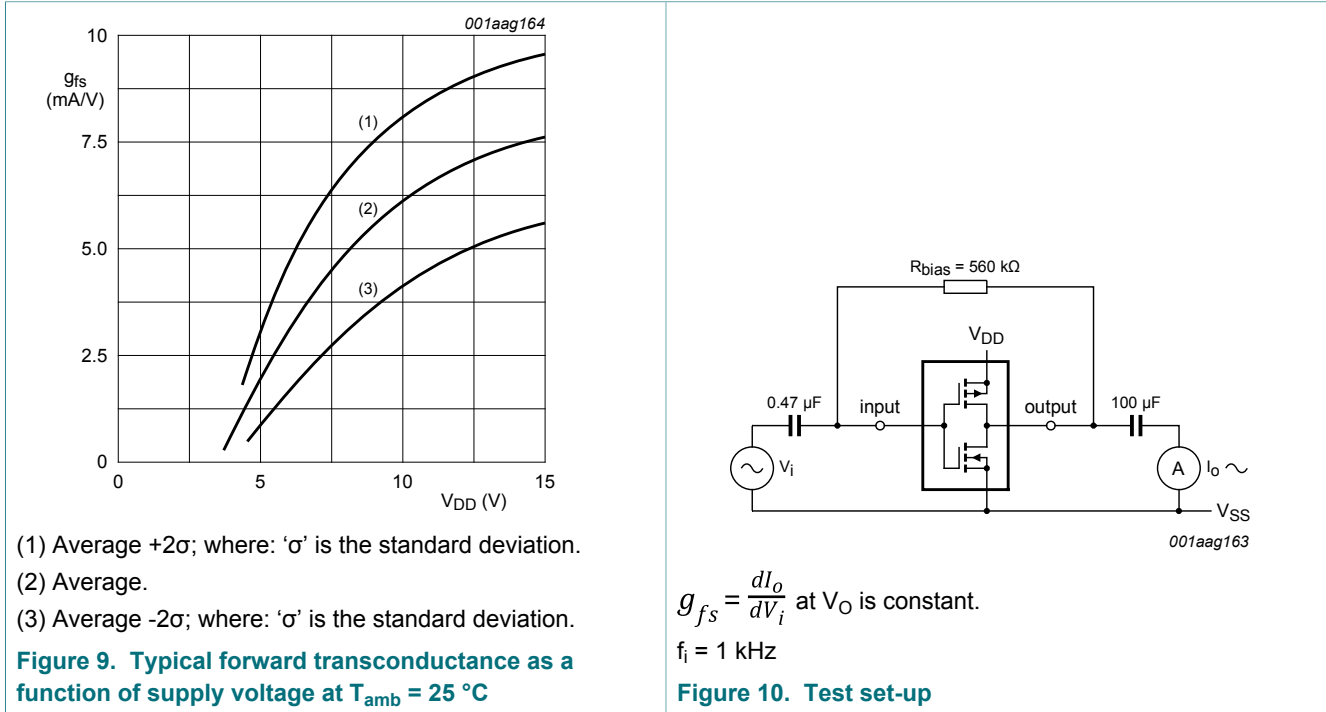 001aag164
10
gfs
(mA/V)
7.5
5.0
2.5
0
(1)
(2)
(3)
0
5
10
15
VDD (V)
(1) Average +2σ; where: ‘σ’ is the standard deviation.
(2) Average.
(3) Average -2σ; where: ‘σ’ is the standard deviation.
Figure 9. Typical forward transconductance as a
function of supply voltage at Tamb = 25 °C
Rbias = 560 kΩ
VDD
0.47 µF
input
output
100 µF
Vi
A
Io
VSS
001aag163
gfs = dIo/dVi at VO is constant.
fi = 1 kHz
Figure 10. Test set-up